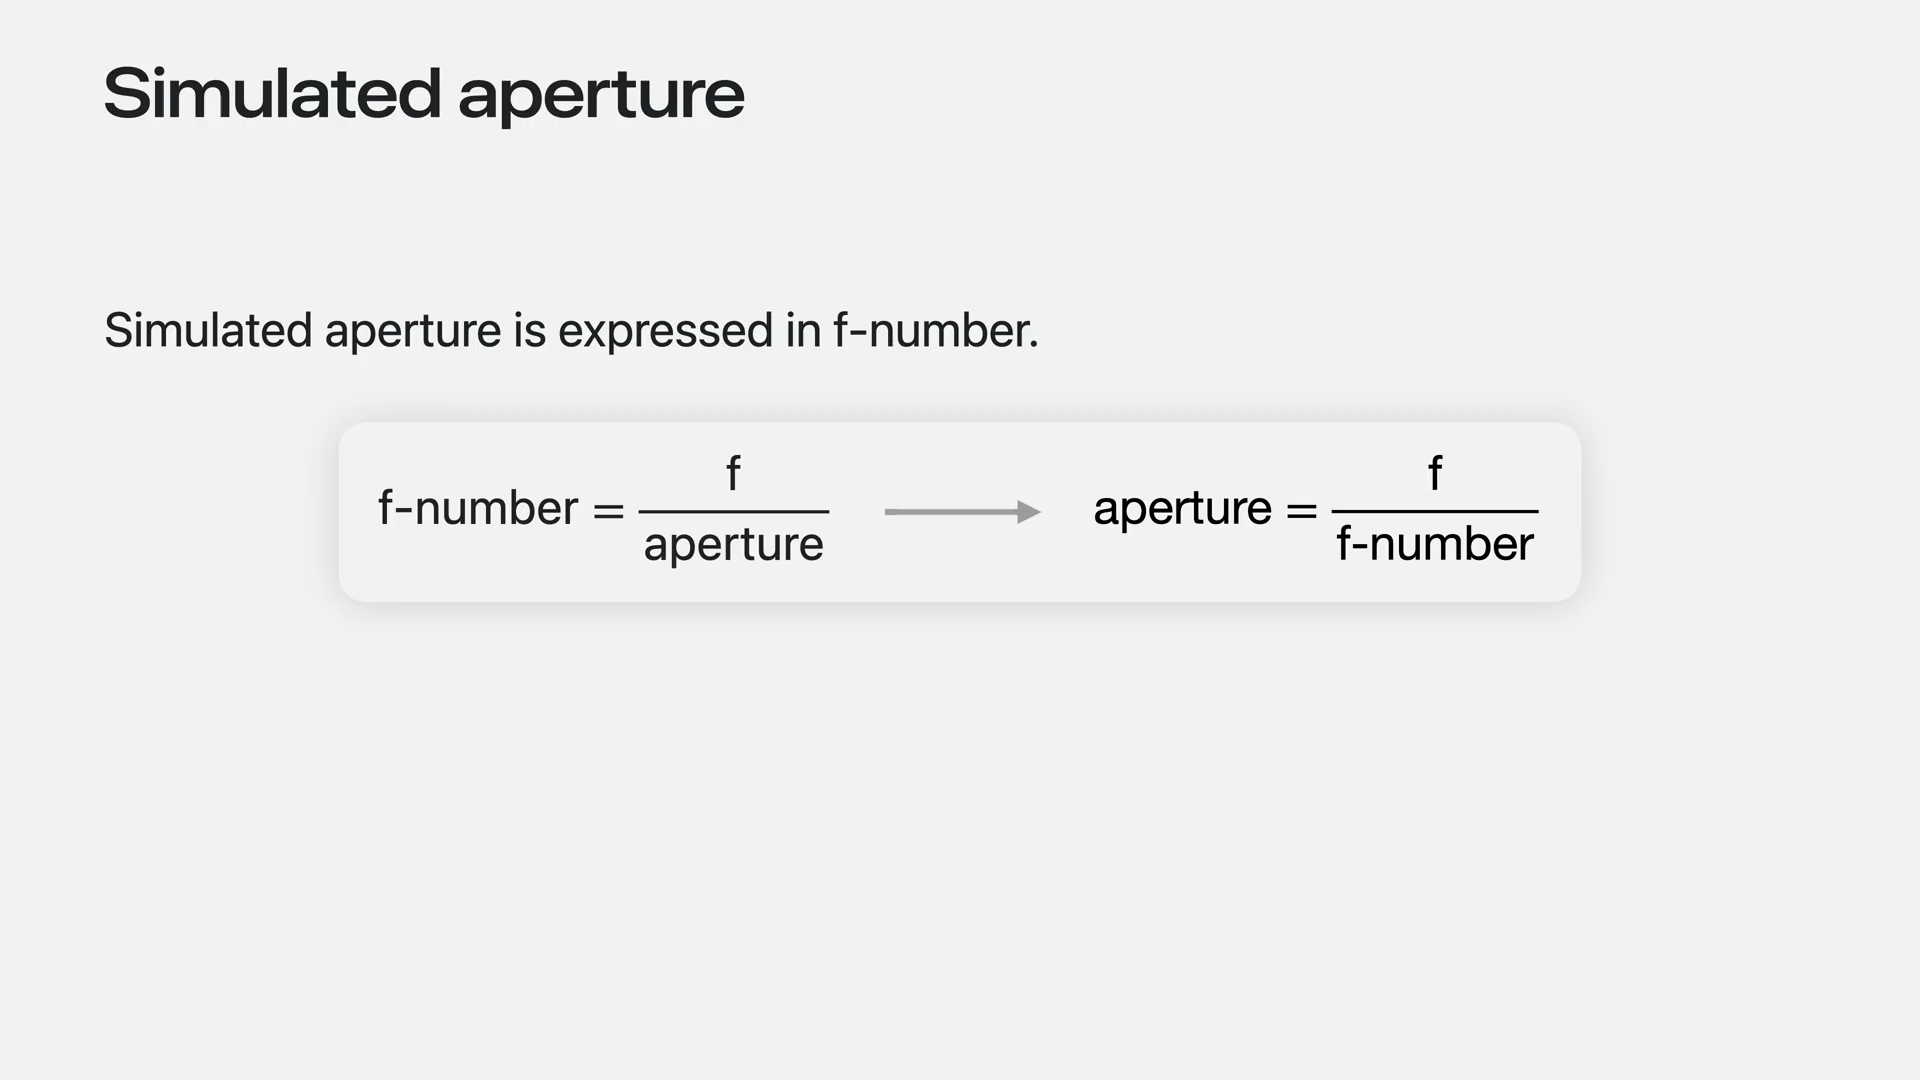 Simulated aperture
Simulated aperture is expressed in f-number.
f-number = f / aperture
aperture = f / f-number